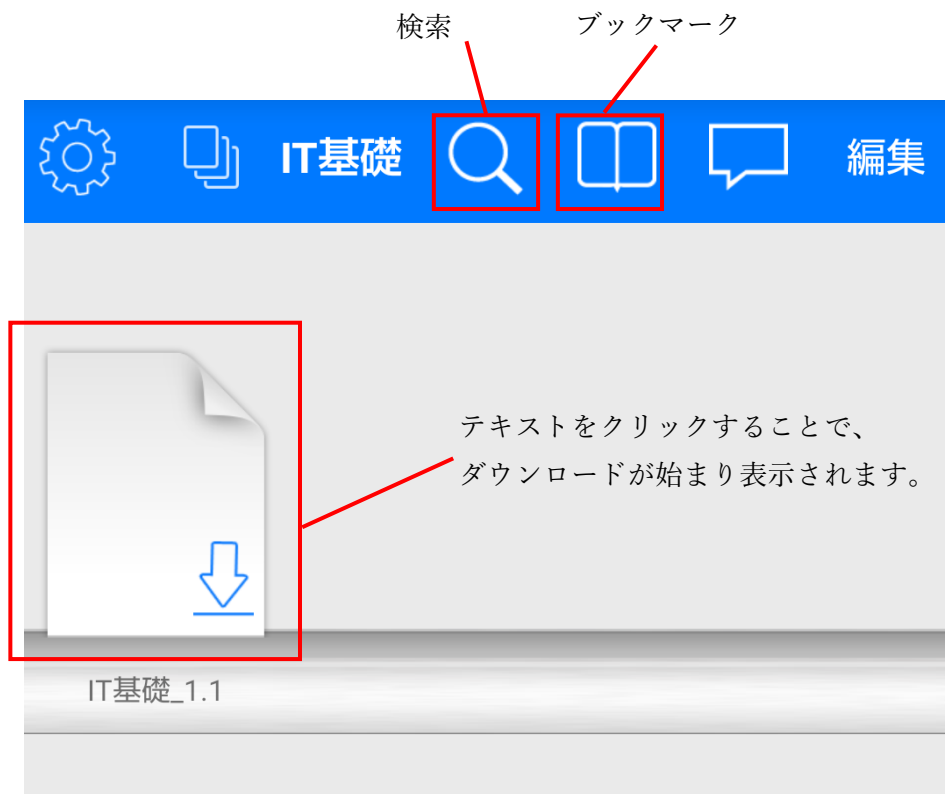 検索
ブックマーク
IT基礎
編集
テキストをクリックすることで、
ダウンロードが始まり表示されます。
IT基礎_1.1